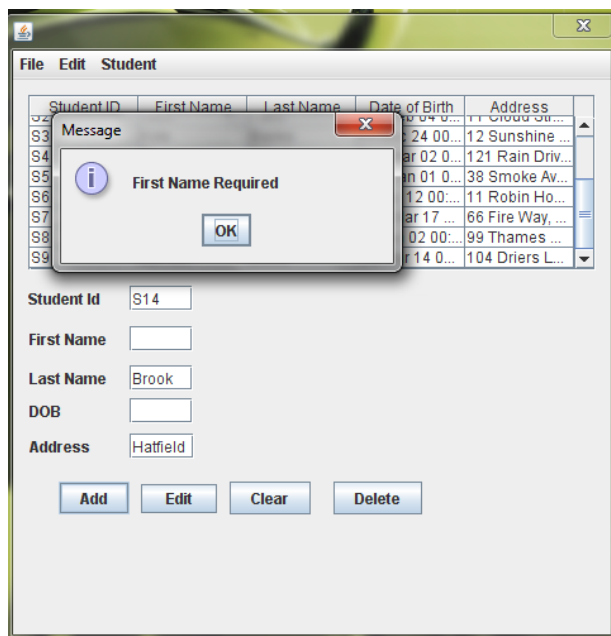 File Edit Student
Student ID First Name Last Name Date of Birth Address
S3 24 00... 12 Sunshine ...
S4 ar 02 0... 121 Rain Driv...
S5 an 01 0... 38 Smoke Av...
S6 12 00:... 11 Robin Ho...
S7 ar 17 ... 66 Fire Way, ...
S8 02 00:... 99 Thames ...
S9 r 14 0... 104 Driers L...
Message
First Name Required
OK
Student Id S14
First Name
Last Name Brook
DOB
Address Hatfield
Add Edit Clear Delete